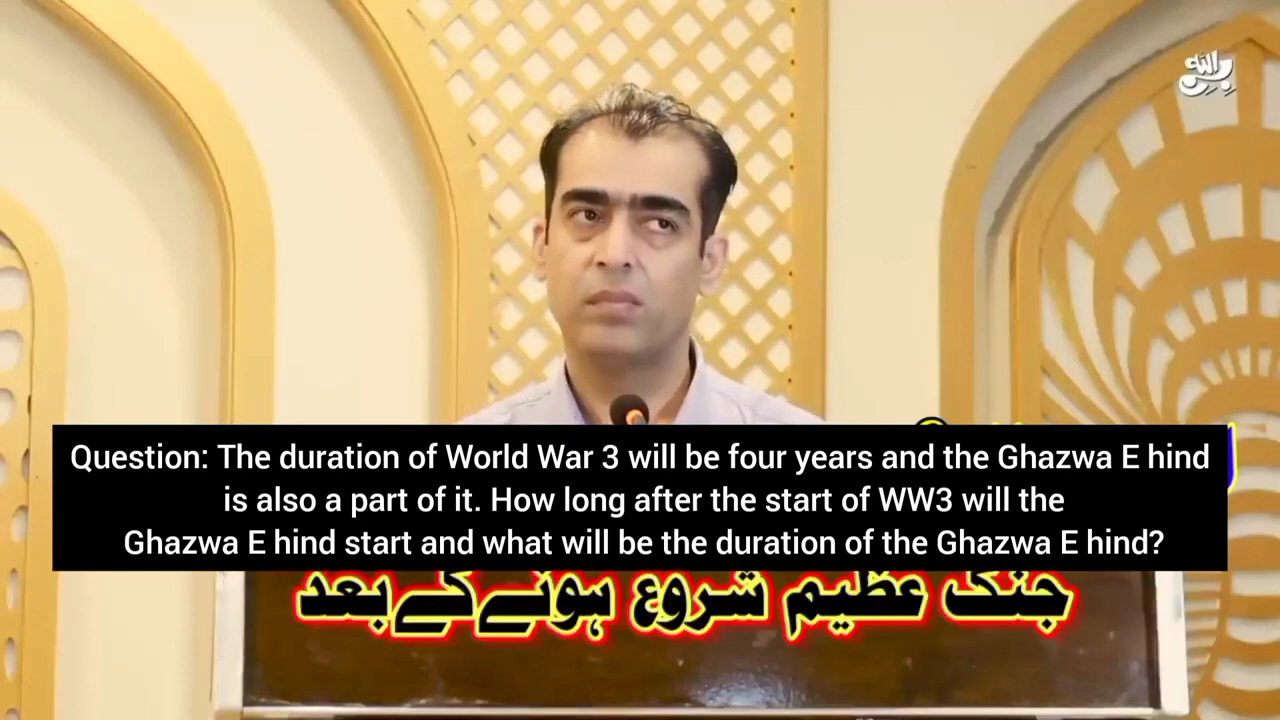 بسم الله
Question: The duration of World War 3 will be four years and the Ghazwa E hind
is also a part of it. How long after the start of WW3 will the
Ghazwa E hind start and what will be the duration of the Ghazwa E hind?
جنگ عظیم شروع ہونے کے بعد